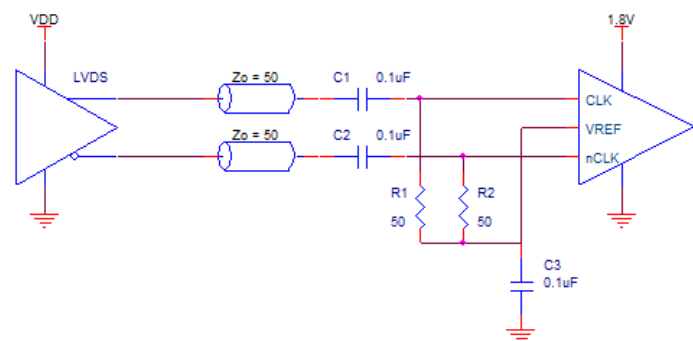 VDD
1.8V
LVDS
Zo = 50
C1
0.1uF
CLK
VREF
Zo = 50
C2
0.1uF
nCLK
R1
R2
50
50
C3
0.1uF